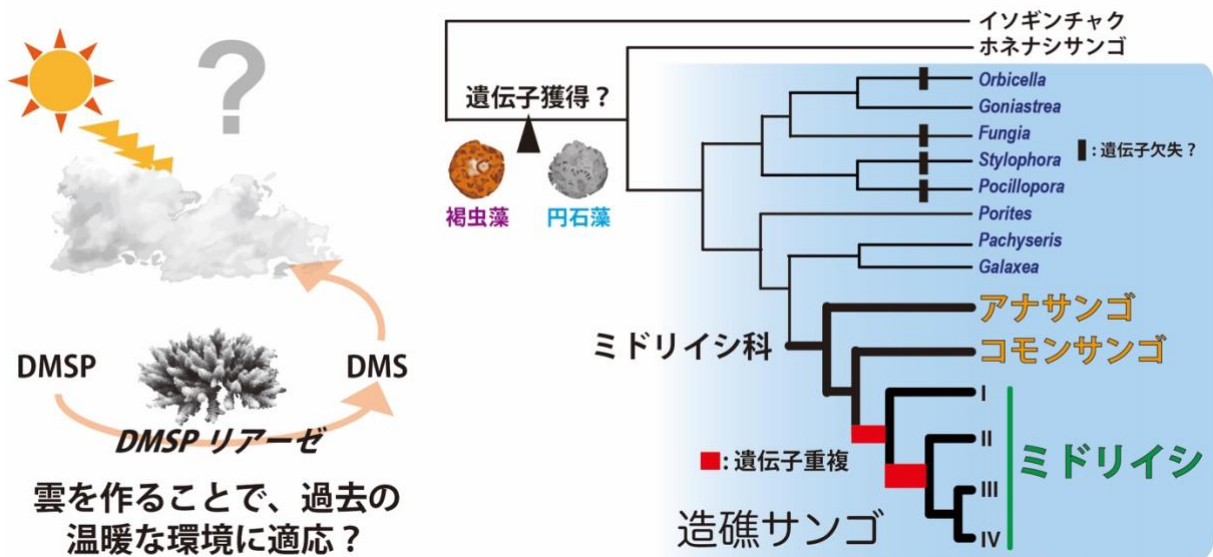 ?
DMSP
DMS
DMSP リアーゼ
雲を作ることで、過去の
温暖な環境に適応?
イソギンチャク
ホネナシサンゴ
遺伝子獲得?
褐虫藻
円石藻
Orbicella
Goniastrea
Fungia
Stylophora
: 遺伝子欠失?
Pocillopora
Porites
Pachyseris
Galaxea
アナサンゴ
ミドリイシ科
コモンサンゴ
I
II
III
IV
ミドリイシ
: 遺伝子重複
造礁サンゴ